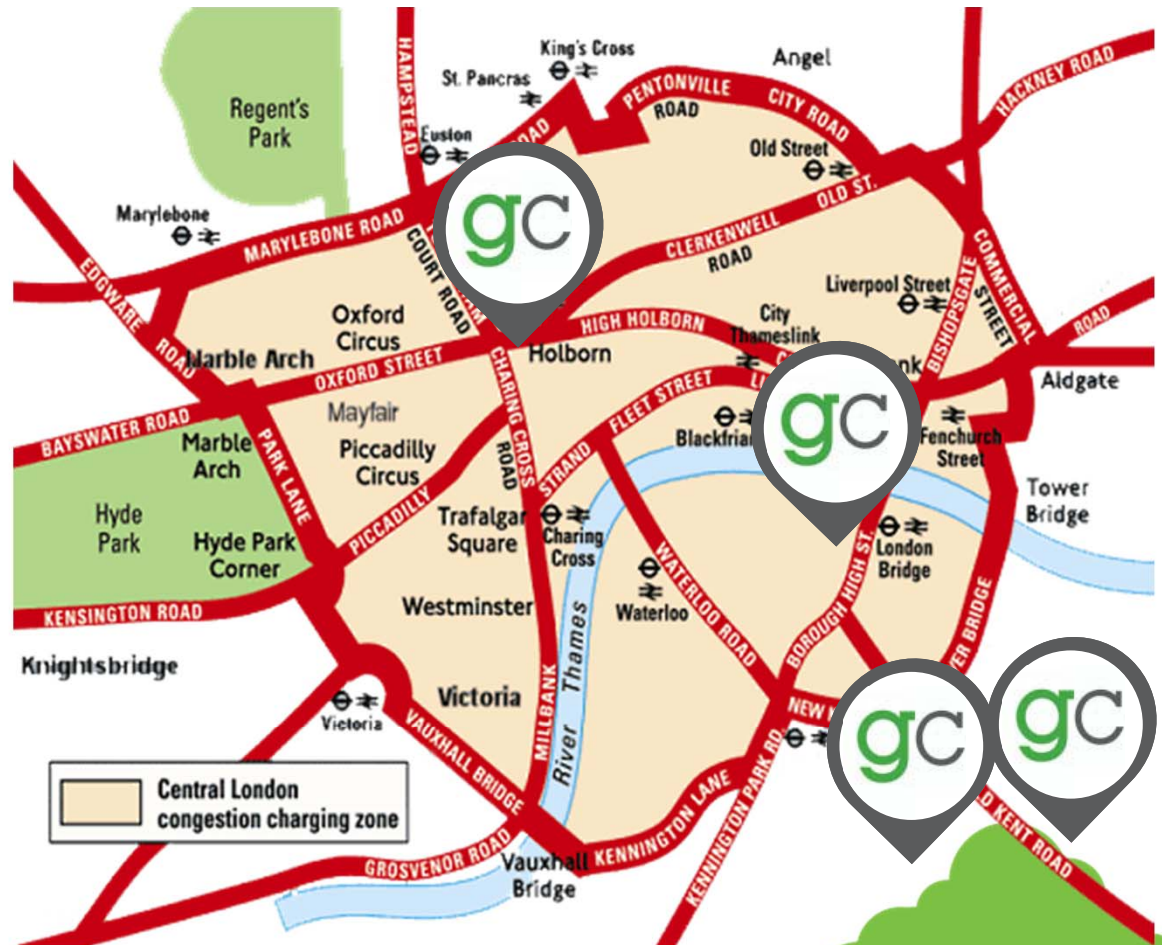 HAMPSTEAD
King's Cross
St. Pancras
Angel
PENTONVILLE
ROAD
CITY ROAD
HACKNEY ROAD
Regent's
Park
Euston
ROAD
Old Street
OLD ST.
Marylebone
MARYLEBONE ROAD
gc
CLERKENWELL
ROAD
COURT ROAD
EDGWARE
ROAD
Liverpool Street
BISHOPSGATE
COMMERCIAL
STREET
ROAD
Oxford
Circus
HIGH HOLBORN
City
Thameslink
Marble Arch
OXFORD STREET
Holborn
Aldgate
BAYSWATER ROAD
Mayfair
CHARING CROSS
ROAD
FLEET STREET
gc
Marble
Arch
PARK LANE
Piccadilly
Circus
STRAND
Fenchurch
Street
Hyde
Park
PICCADILLY
Trafalgar
Square
Charing
Cross
Tower
Bridge
Hyde Park
Corner
London
Bridge
WATERLOO ROAD
BOROUGH HIGH ST.
Westminster
Waterloo
KENSINGTON ROAD
Knightsbridge
River Thames
MILLBANK
Victoria
Victoria
VAUXHALL BRIDGE
NEW
gc
gc
Central London
congestion charging zone
KENNINGTON PARK RD.
KENNINGTON LANE
GROSVENOR ROAD
Vauxhall
Bridge
KENT ROAD